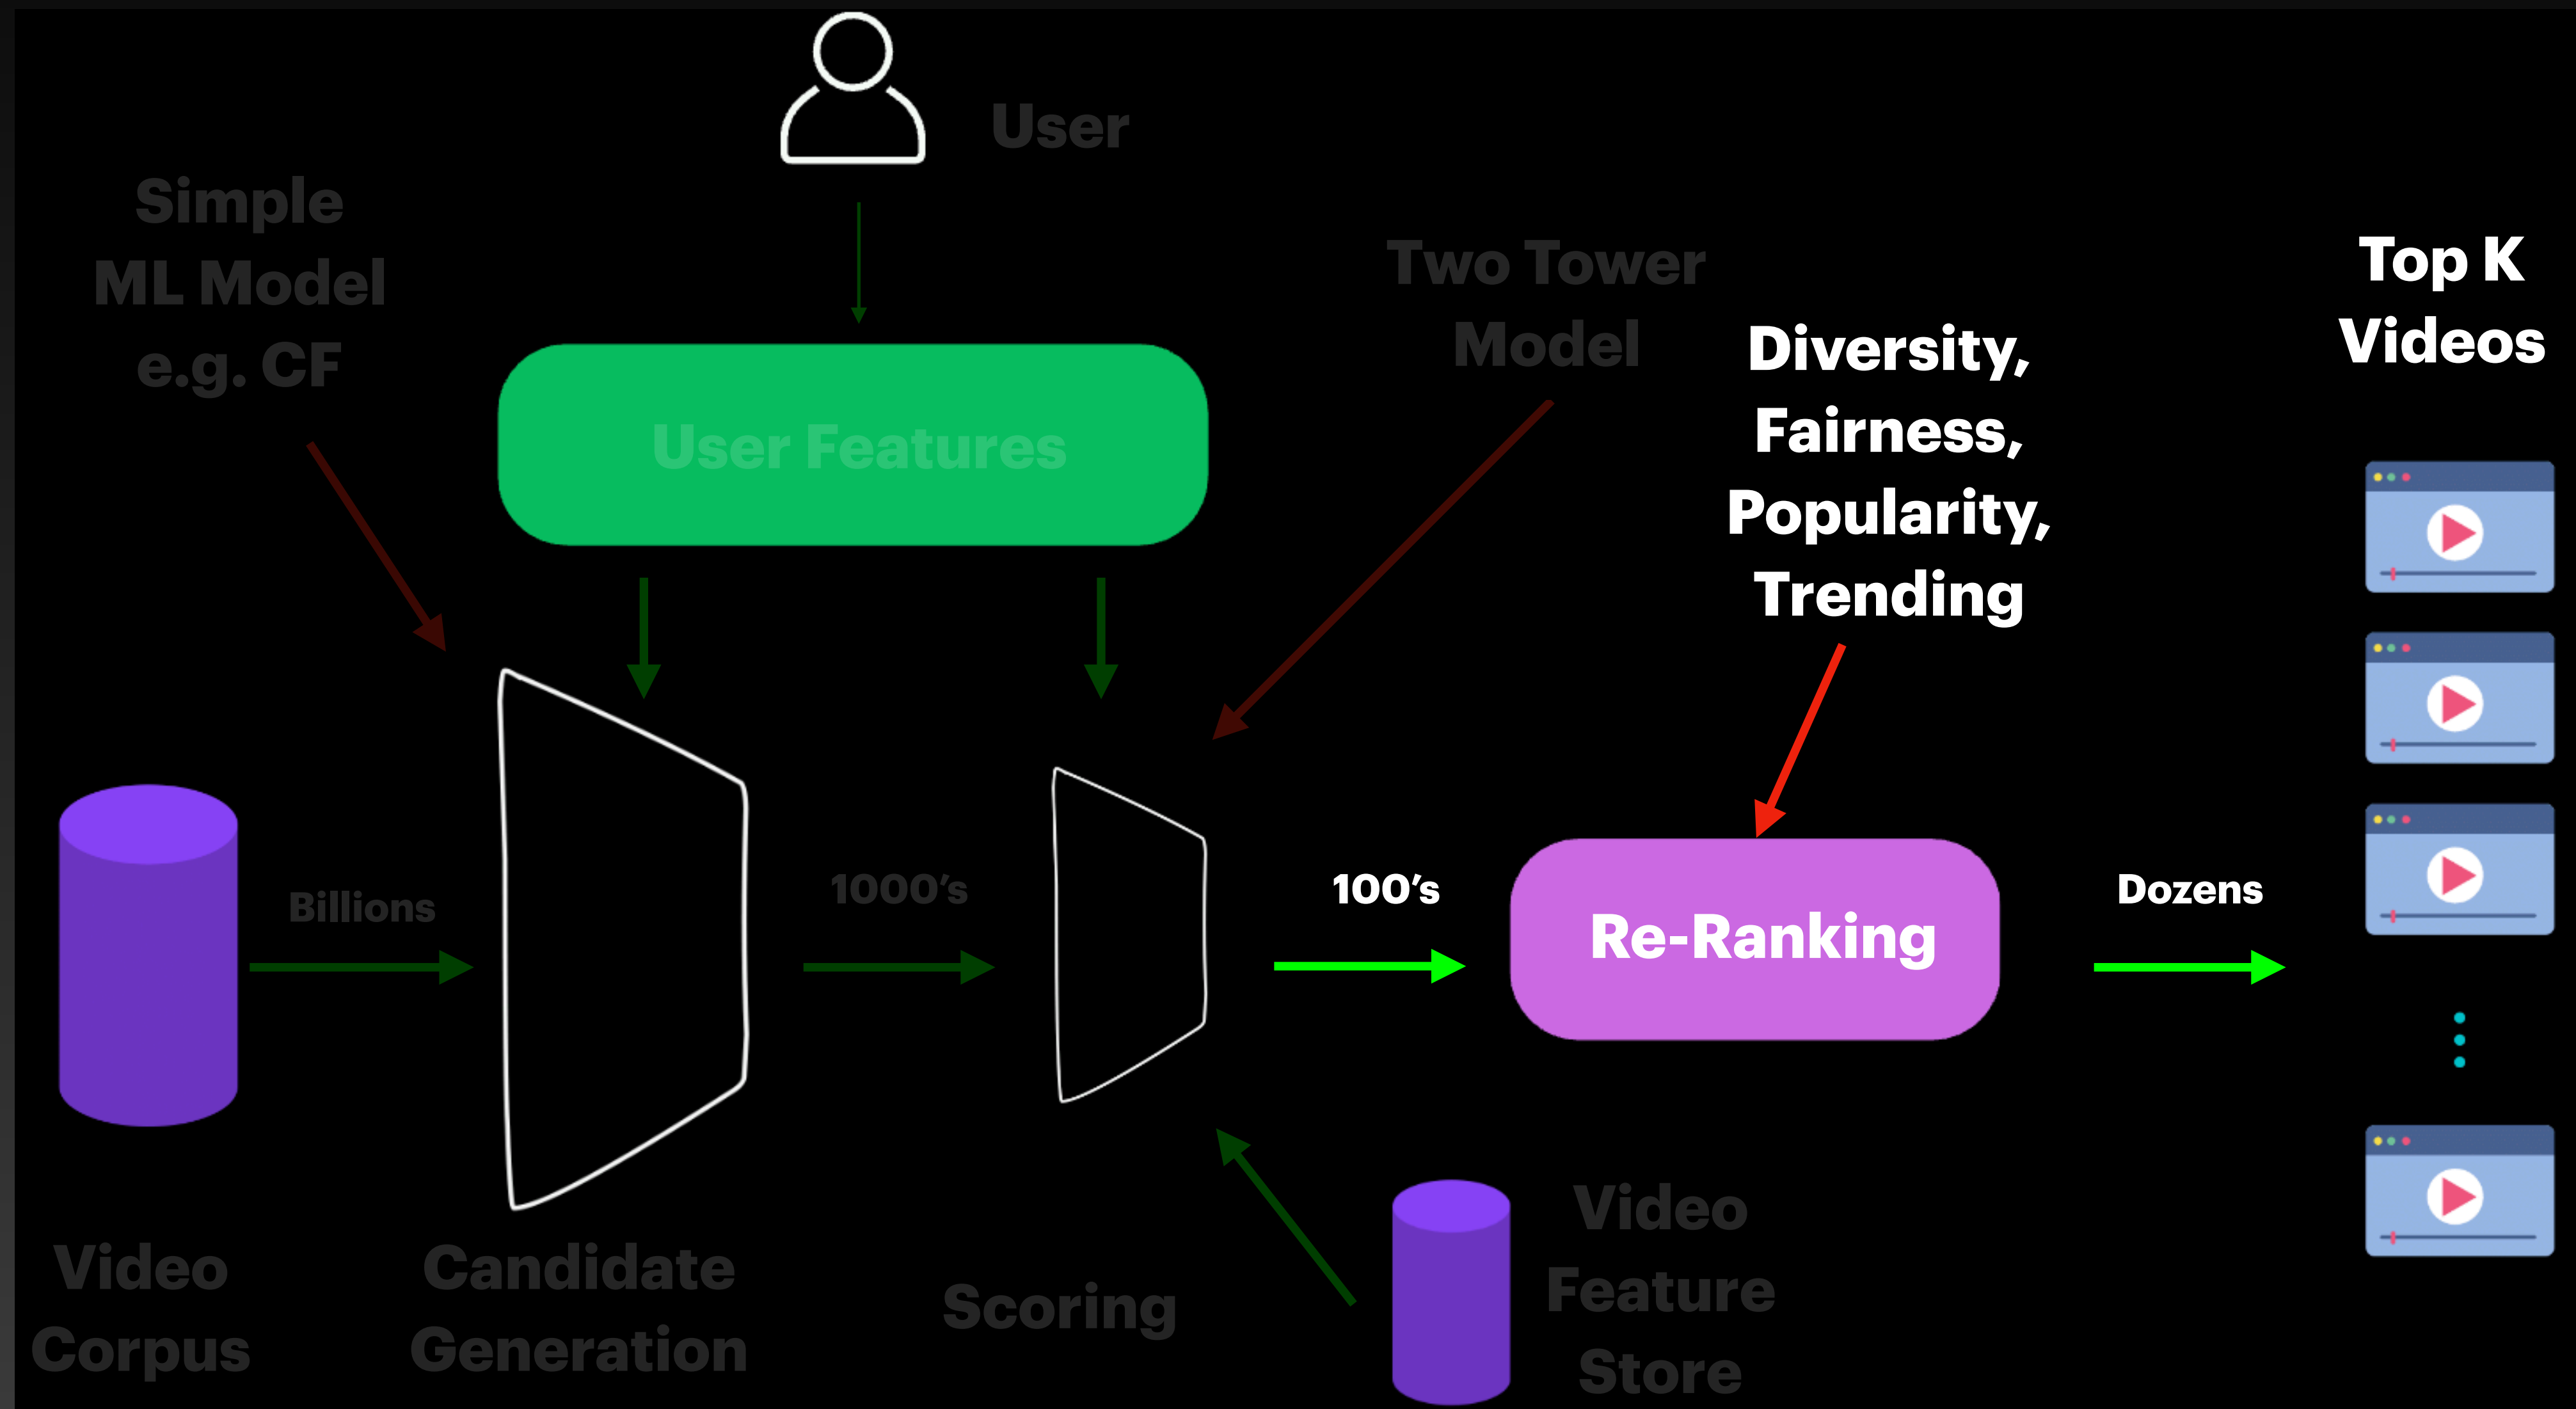 User
Simple
ML Model
e.g. CF
User Features
Two Tower
Model
Diversity,
Fairness,
Popularity,
Trending
Top K
Videos
Billions
1000’s
100’s
Re-Ranking
Dozens
Video
Corpus
Candidate
Generation
Scoring
Video
Feature
Store